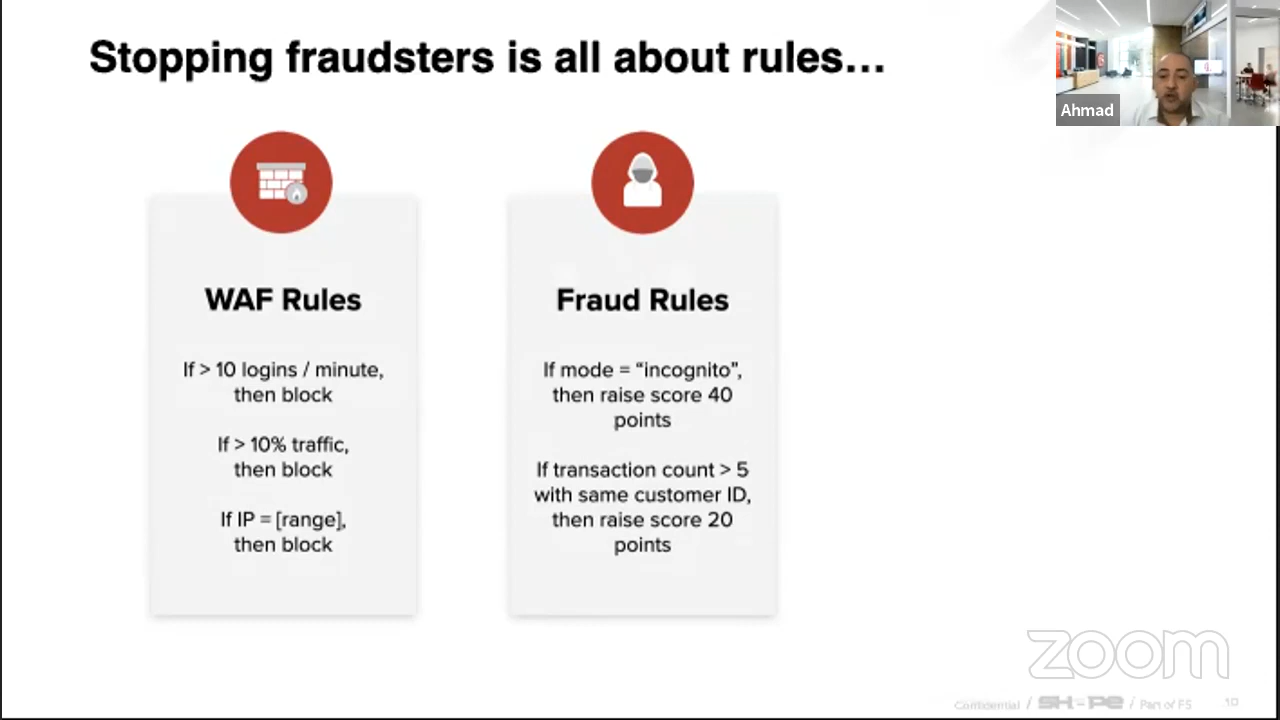 Stopping fraudsters is all about rules...
Ahmad
WAF Rules
If > 10 logins / minute,
then block
If > 10% traffic,
then block
If IP = [range],
then block
Fraud Rules
If mode = “incognito”,
then raise score 40
points
If transaction count > 5
with same customer ID,
then raise score 20
points
zoom
Confidential / SHAPE / Part of F5 10